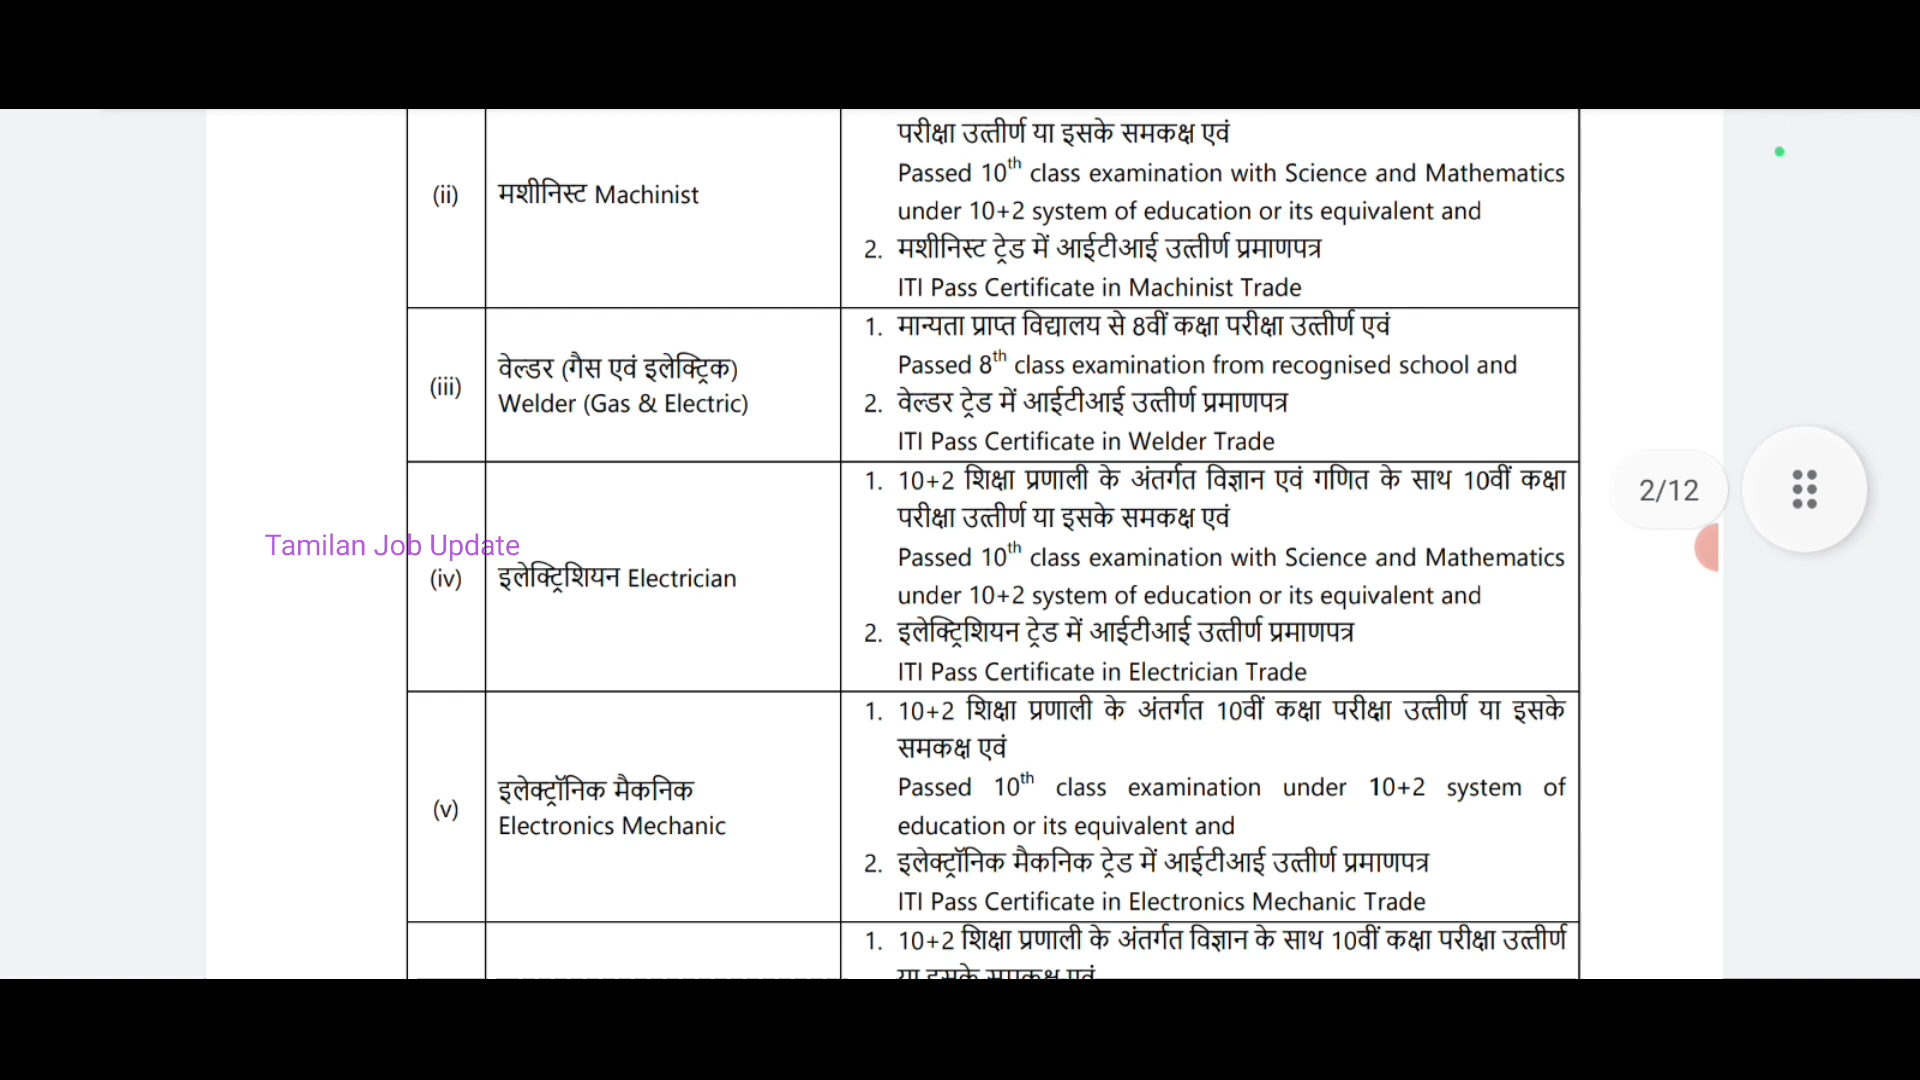 परीक्षा उत्तीर्ण या इसके समकक्ष एवं
(ii) मशीनिस्ट Machinist
Passed 10th class examination with Science and Mathematics
under 10+2 system of education or its equivalent and
2. मशीनिस्ट ट्रेड में आईटीआई उत्तीर्ण प्रमाणपत्र
ITI Pass Certificate in Machinist Trade
(iii)
वेल्डर (गैस एवं इलेक्ट्रिक)
Welder (Gas & Electric)
1. मान्यता प्राप्त विद्यालय से 8वीं कक्षा परीक्षा उत्तीर्ण एवं
Passed 8th class examination from recognised school and
2. वेल्डर ट्रेड में आईटीआई उत्तीर्ण प्रमाणपत्र
ITI Pass Certificate in Welder Trade
(iv) इलेक्ट्रिशियन Electrician
1. 10+2 शिक्षा प्रणाली के अंतर्गत विज्ञान एवं गणित के साथ 10वीं कक्षा
परीक्षा उत्तीर्ण या इसके समकक्ष एवं
Passed 10th class examination with Science and Mathematics
under 10+2 system of education or its equivalent and
2. इलेक्ट्रिशियन ट्रेड में आईटीआई उत्तीर्ण प्रमाणपत्र
ITI Pass Certificate in Electrician Trade
(v)
इलेक्ट्रॉनिक मैकनिक
Electronics Mechanic
1. 10+2 शिक्षा प्रणाली के अंतर्गत 10वीं कक्षा परीक्षा उत्तीर्ण या इसके
समकक्ष एवं
Passed 10th class examination under 10+2 system of
education or its equivalent and
2. इलेक्ट्रॉनिक मैकनिक ट्रेड में आईटीआई उत्तीर्ण प्रमाणपत्र
ITI Pass Certificate in Electronics Mechanic Trade
1. 10+2 शिक्षा प्रणाली के अंतर्गत विज्ञान के साथ 10वीं कक्षा परीक्षा उत्तीर्ण
या इसके समकक्ष एवं
Tamilan Job Update
2/12